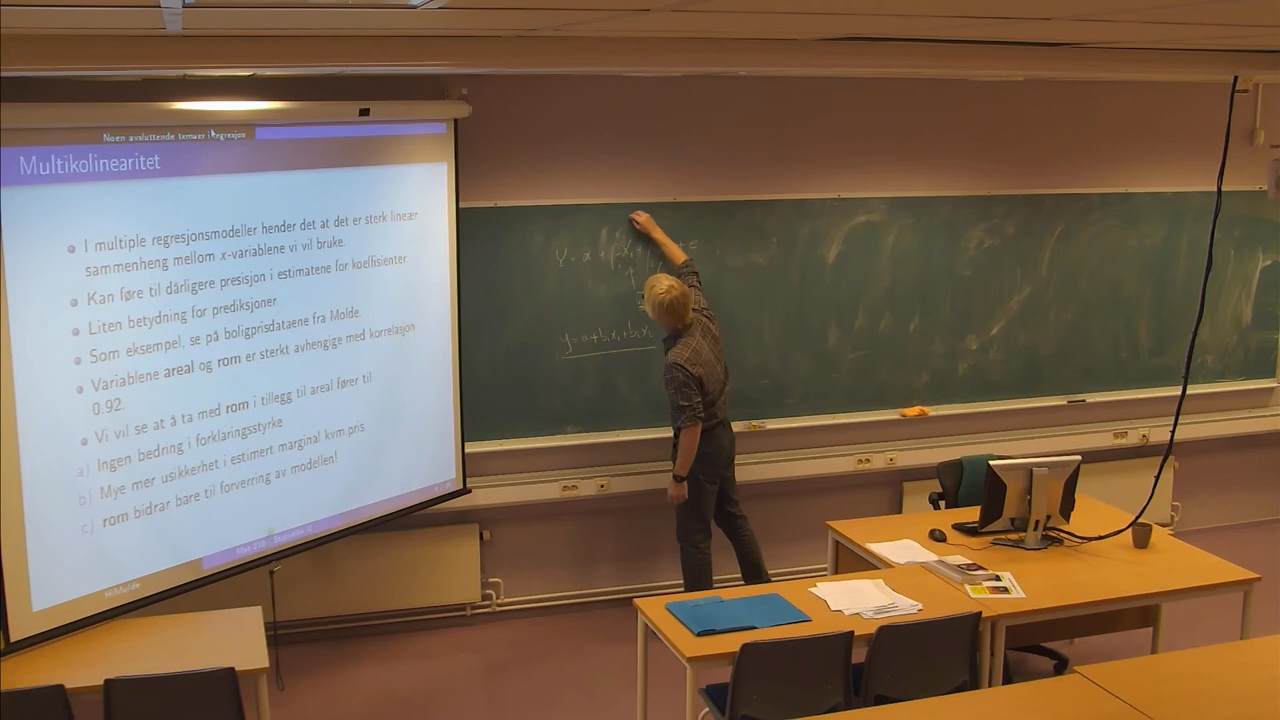 Noen avsluttende temaer i regresjon
Multikolinearitet
I multiple regresjonsmodeller hender det at det er sterk lineær
sammenheng mellom x-variablene vi vil bruke.
Kan føre til dårligere presisjon i estimatene for koeffisienter
Liten betydning for prediksjoner
Som eksempel, se på boligprisdataene fra Molde.
Variablene areal og rom er sterkt avhengige med korrelasjon
0.92.
Vi vil se at å ta med rom i tillegg til areal fører til
a) Ingen bedring i forklaringsstyrke
b) Mye mer usikkerhet i estimert marginal kvm.pris
c) rom bidrar bare til forverring av modellen!
HiMolde
Y = α + βX₁ +
+ e
y = a + b₁x₁ + b₂x₂